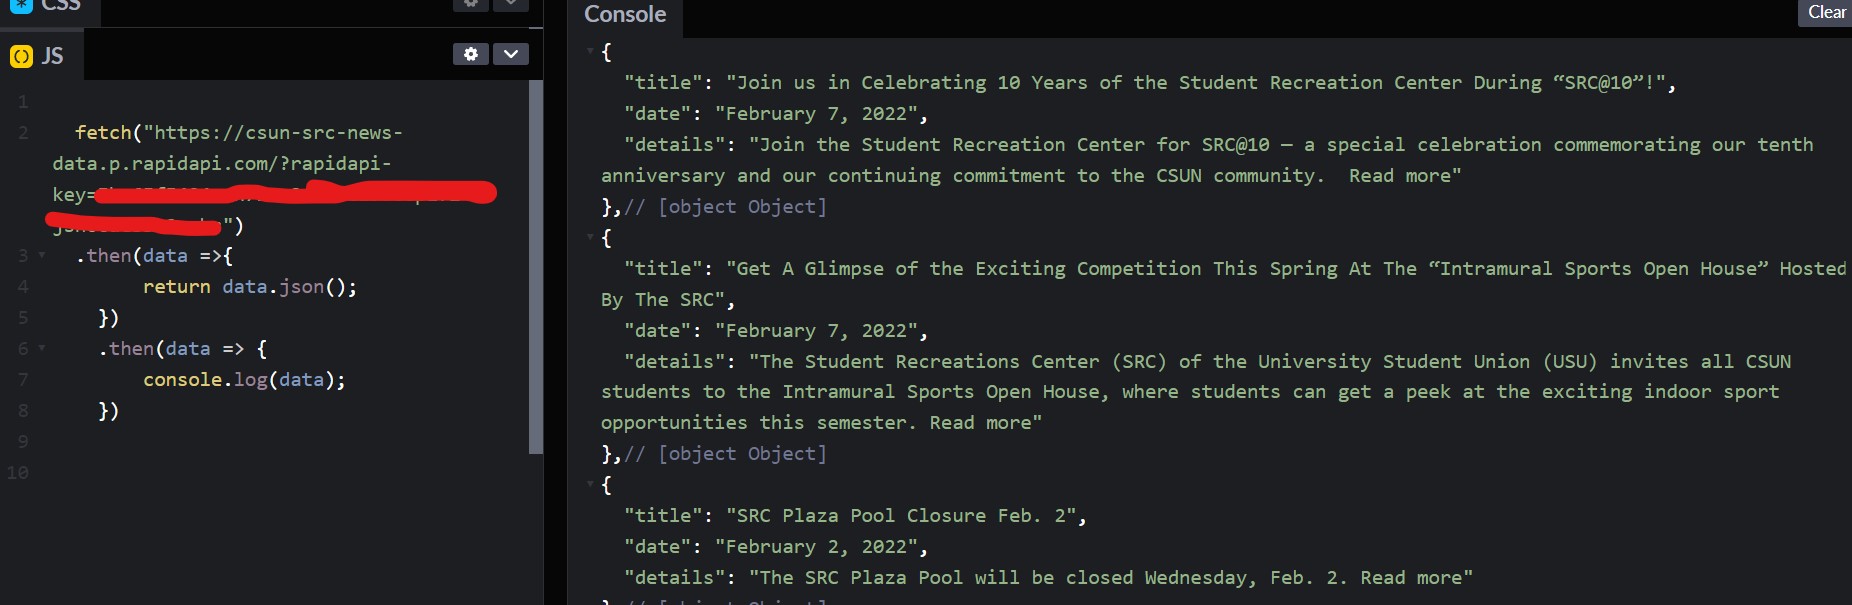 CSS
JS
1
2 fetch("https://csun-src-news-
data.p.rapidapi.com/?rapidapi-
key=
")
3 .then(data =>{
4 return data.json();
5 })
6 .then(data => {
7 console.log(data);
8 })
9
10
Console
Clear
{
"title": "Join us in Celebrating 10 Years of the Student Recreation Center During “SRC@10”!",
"date": "February 7, 2022",
"details": "Join the Student Recreation Center for SRC@10 — a special celebration commemorating our tenth
anniversary and our continuing commitment to the CSUN community.  Read more"
},// [object Object]
{
"title": "Get A Glimpse of the Exciting Competition This Spring At The “Intramural Sports Open House” Hosted
By The SRC",
"date": "February 7, 2022",
"details": "The Student Recreations Center (SRC) of the University Student Union (USU) invites all CSUN
students to the Intramural Sports Open House, where students can get a peek at the exciting indoor sport
opportunities this semester. Read more"
},// [object Object]
{
"title": "SRC Plaza Pool Closure Feb. 2",
"date": "February 2, 2022",
"details": "The SRC Plaza Pool will be closed Wednesday, Feb. 2. Read more"
},// [object Object]